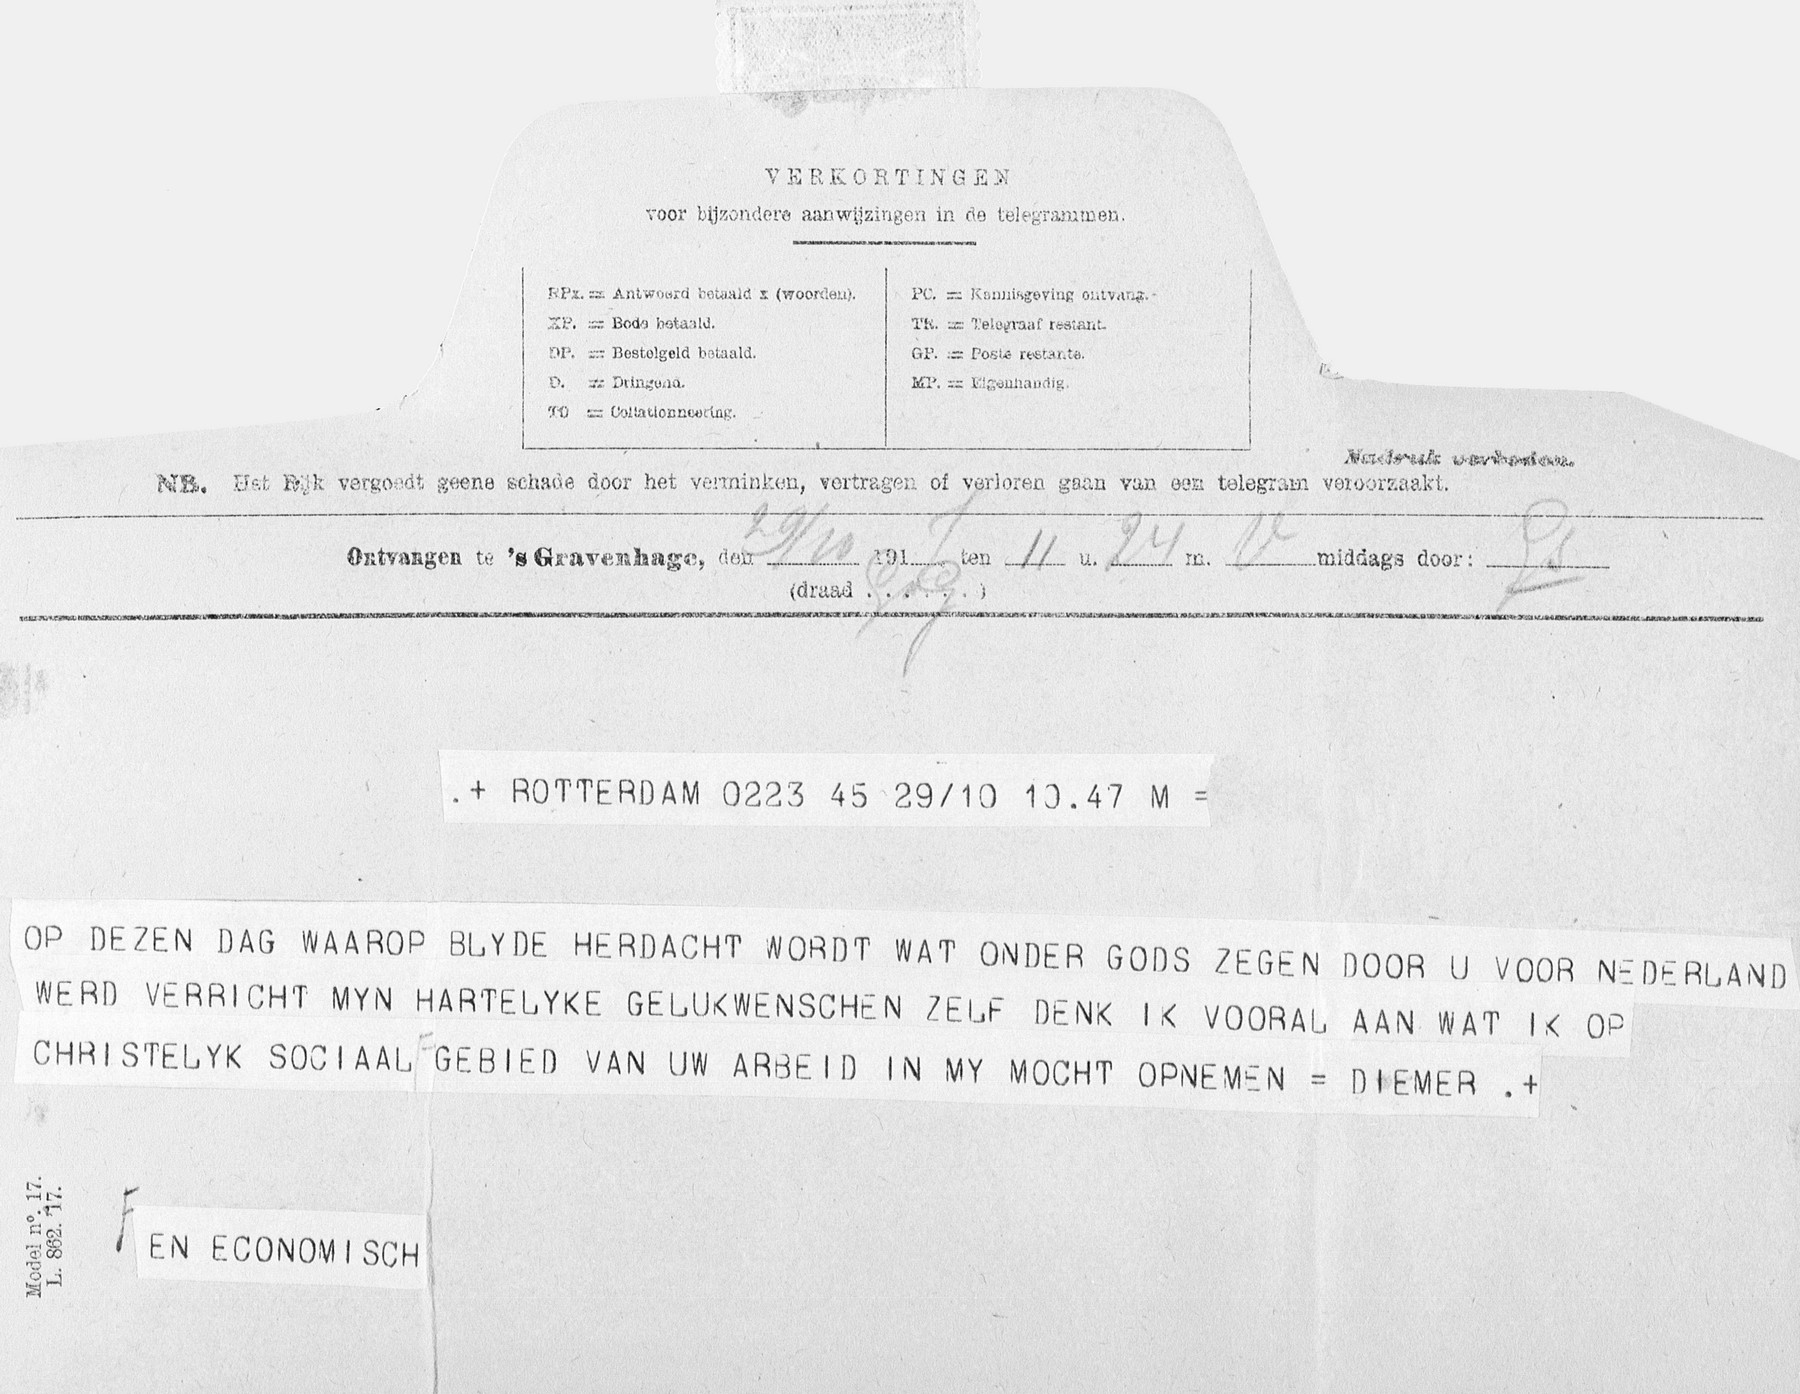 VERKORTINGEN
voor bijzondere aanwijzingen in de telegrammen.
RPx. = Antwoord betaald x (woorden).
XP. = Bode betaald.
DP. = Bestelgeld betaald.
D. = Dringend.
TC = Collationneering.
PC. = Kennisgeving ontvang.-
TR. = Telegraaf restant.
GP. = Poste restante.
MP. = Eigenhandig.
Nadruk verboden.
NB. Het Rijk vergoedt geene schade door het verminken, vertragen of verloren gaan van een telegram veroorzaakt.
Ontvangen te 's Gravenhage, den 29/10 1917 ten 11 u. 24 m. V middags door:
(draad . . . . . . )
.+ ROTTERDAM 0223 45 29/10 10.47 M =
OP DEZEN DAG WAAROP BLYDE HERDACHT WORDT WAT ONDER GODS ZEGEN DOOR U VOOR NEDERLAND
WERD VERRICHT MYN HARTELYKE GELUKWENSCHEN ZELF DENK IK VOORAL AAN WAT IK OP
CHRISTELYK SOCIAAL F GEBIED VAN UW ARBEID IN MY MOCHT OPNEMEN = DIEMER .+
F EN ECONOMISCH
Model nº. 17.
L. 862. '17.